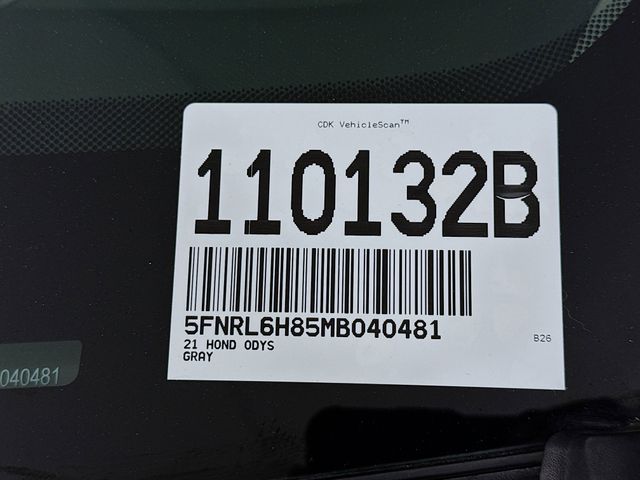 CDK VehicleScan™
110132B
5FNRL6H85MB040481
21 HOND ODYS
GRAY
B26
040481